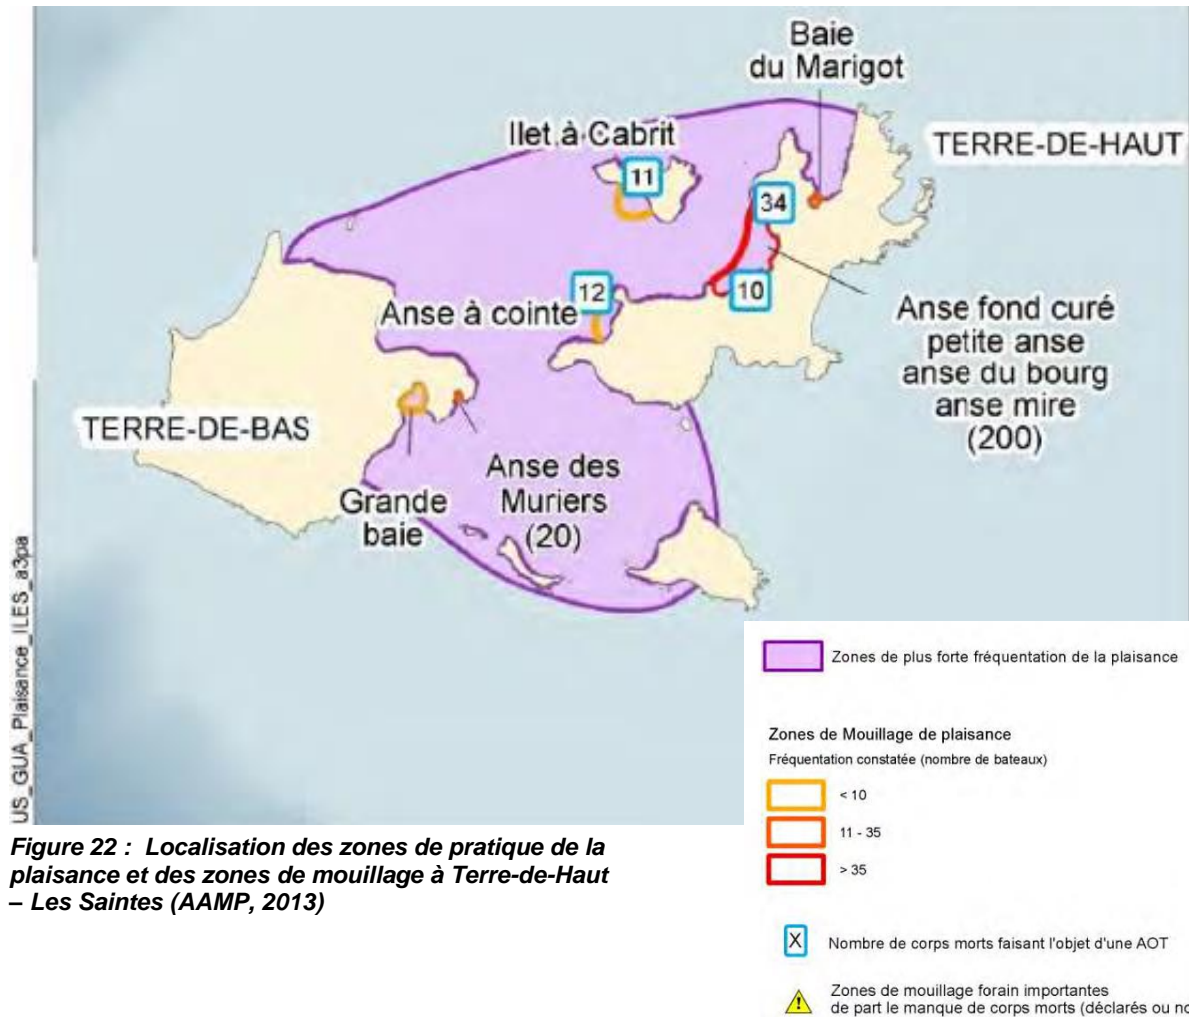 Baie
du Marigot
Ilet à Cabrit
TERRE-DE-HAUT
11
34
12
10
Anse à cointe
Anse fond curé
petite anse
anse du bourg
anse mire
(200)
TERRE-DE-BAS
Anse des
Muriers
(20)
Grande
baie
US_GUA_Plaisance_ILES_a3pa
Zones de plus forte fréquentation de la plaisance
Zones de Mouillage de plaisance
Fréquentation constatée (nombre de bateaux)
< 10
11 - 35
> 35
X Nombre de corps morts faisant l'objet d'une AOT
! Zones de mouillage forain importantes
de part le manque de corps morts (déclarés ou no
Figure 22 : Localisation des zones de pratique de la
plaisance et des zones de mouillage à Terre-de-Haut
– Les Saintes (AAMP, 2013)